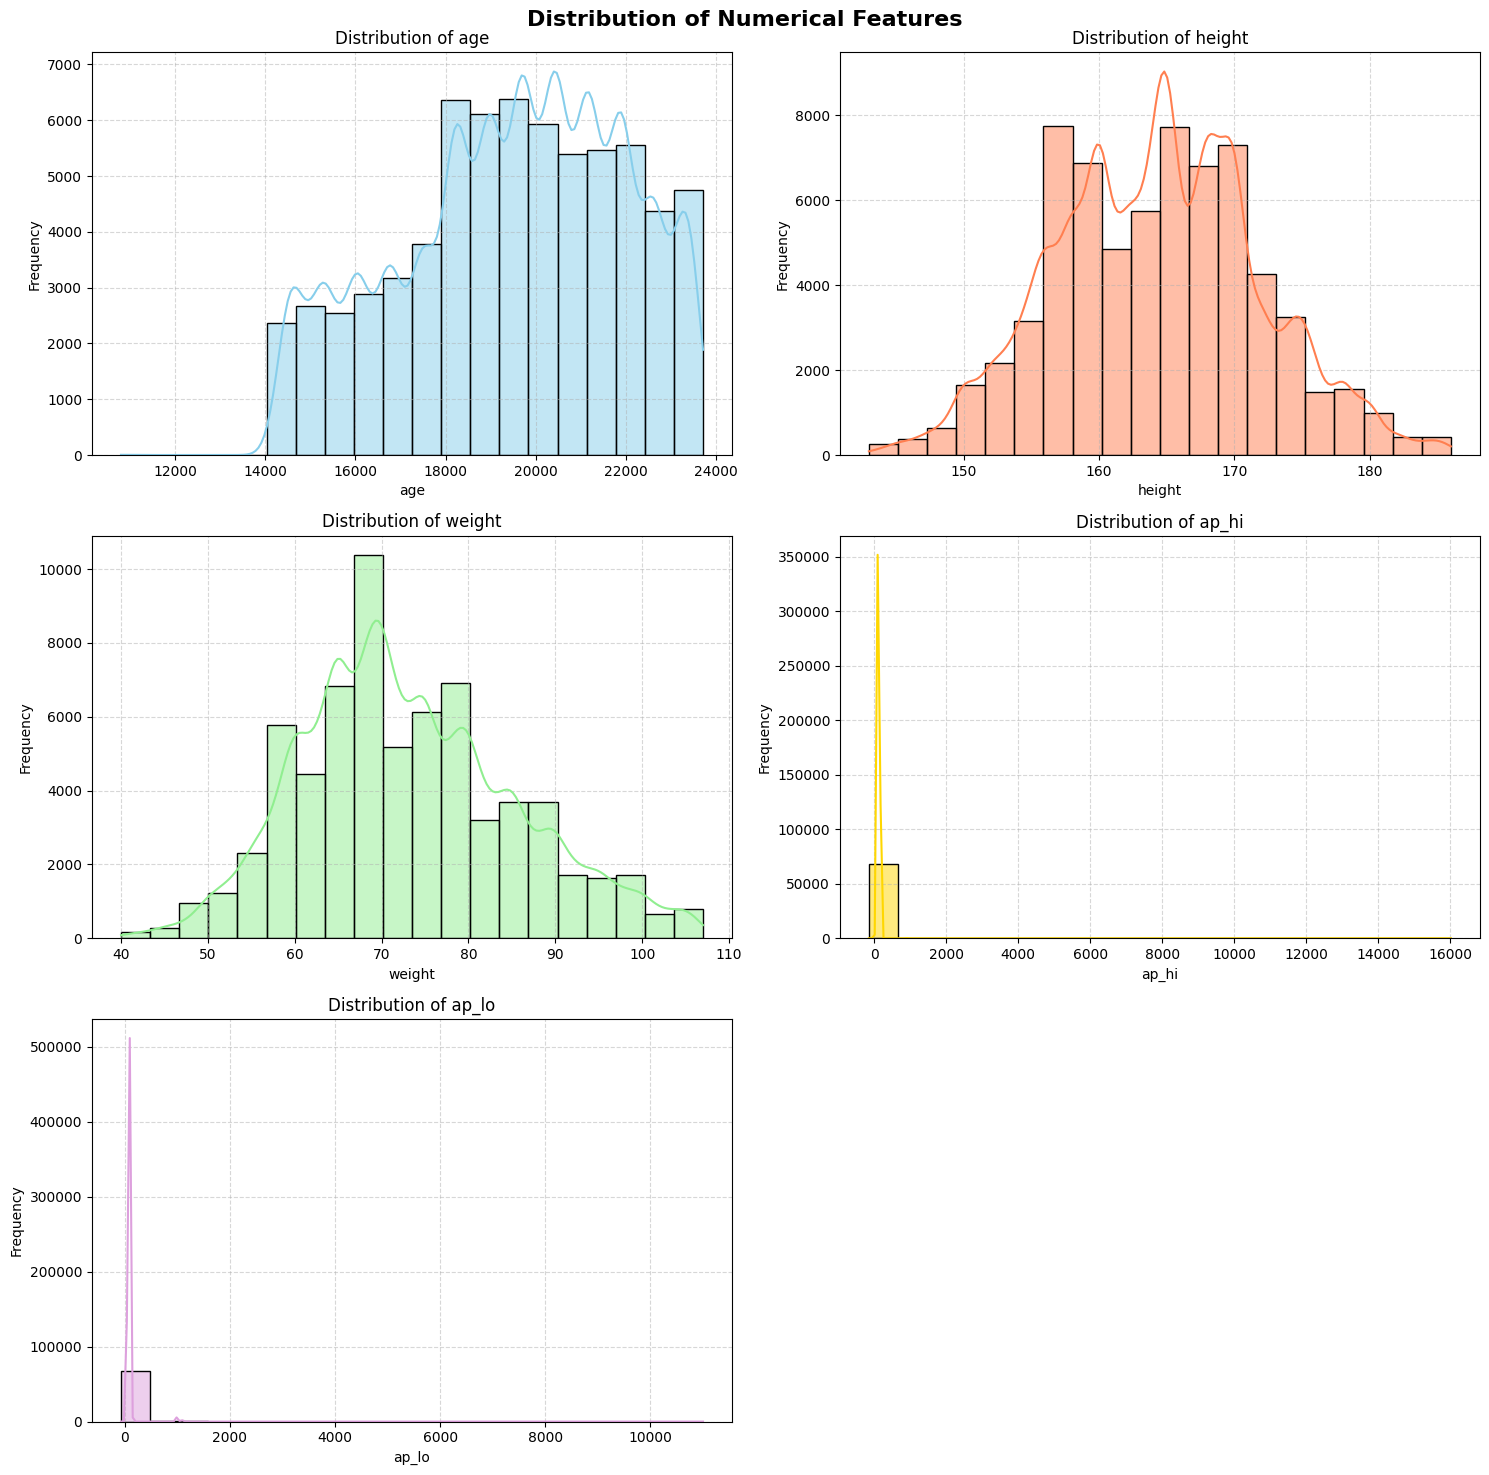 Distribution of Numerical Features
Distribution of age
7000
6000
5000
4000
3000
2000
1000
0
Frequency
12000 14000 16000 18000 20000 22000 24000
age
Distribution of height
8000
6000
4000
2000
0
Frequency
150 160 170 180
height
Distribution of weight
10000
8000
6000
4000
2000
0
Frequency
40 50 60 70 80 90 100 110
weight
Distribution of ap_hi
350000
300000
250000
200000
150000
100000
50000
0
Frequency
0 2000 4000 6000 8000 10000 12000 14000 16000
ap_hi
Distribution of ap_lo
500000
400000
300000
200000
100000
0
Frequency
0 2000 4000 6000 8000 10000
ap_lo